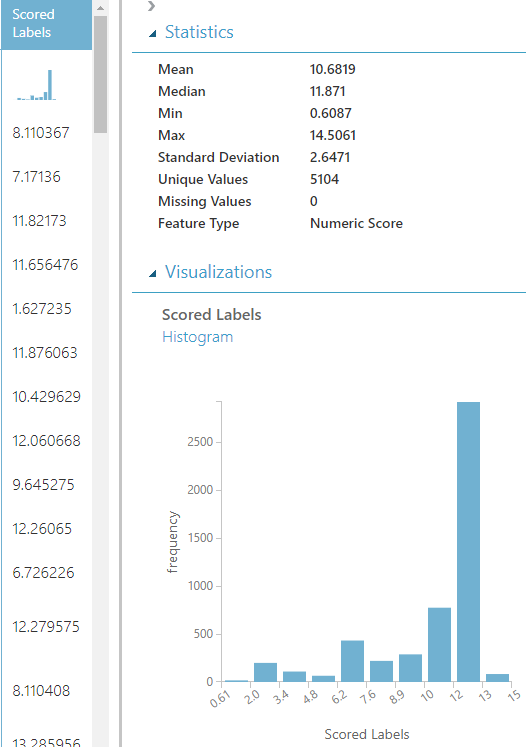 Scored
Labels
8.110367
7.17136
11.82173
11.656476
1.627235
11.876063
10.429629
12.060668
9.645275
12.26065
6.726226
12.279575
8.110408
13.285956
Statistics
Mean 10.6819
Median 11.871
Min 0.6087
Max 14.5061
Standard Deviation 2.6471
Unique Values 5104
Missing Values 0
Feature Type Numeric Score
Visualizations
Scored Labels
Histogram
frequency
2500
2000
1500
1000
500
0
0.61 2.0 3.4 4.8 6.2 7.6 8.9 10 12 13 15
Scored Labels